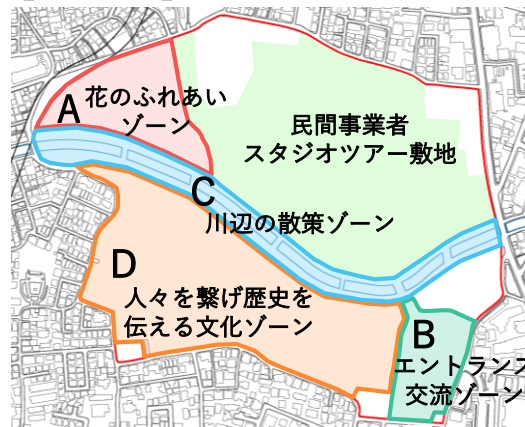 A
花のふれあい
ゾーン
民間事業者
スタジオツアー敷地
C
川辺の散策ゾーン
D
人々を繋げ歴史を
伝える文化ゾーン
B
エントランス
交流ゾーン